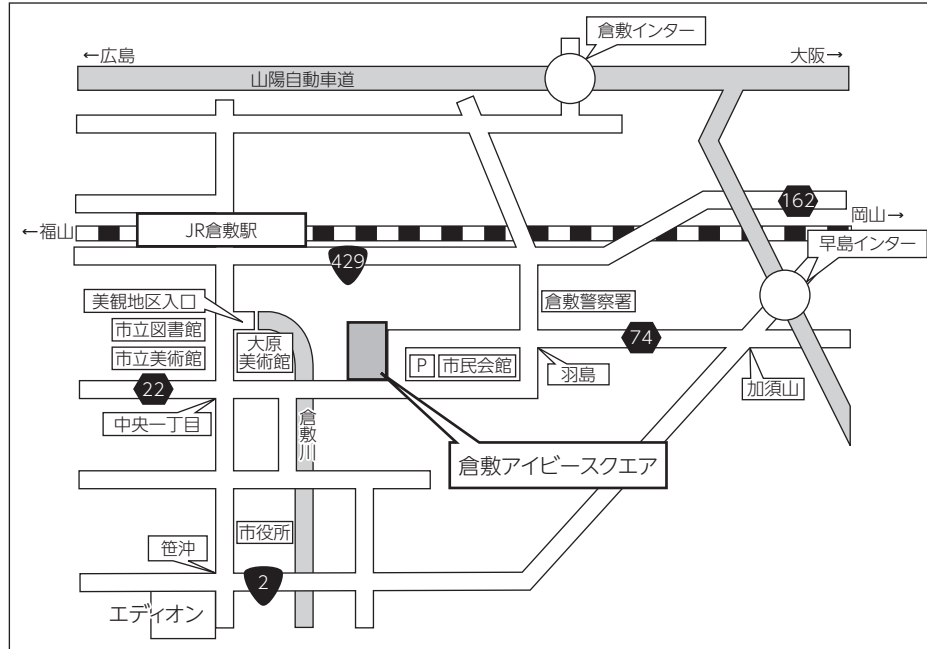 倉敷インター
←広島
大阪→
山陽自動車道
162
←福山
JR倉敷駅
岡山→
429
早島インター
美観地区入口
倉敷警察署
市立図書館
大原
美術館
74
市立美術館
P
市民会館
羽島
22
加須山
中央一丁目
倉敷川
倉敷アイビースクエア
市役所
笹沖
2
エディオン